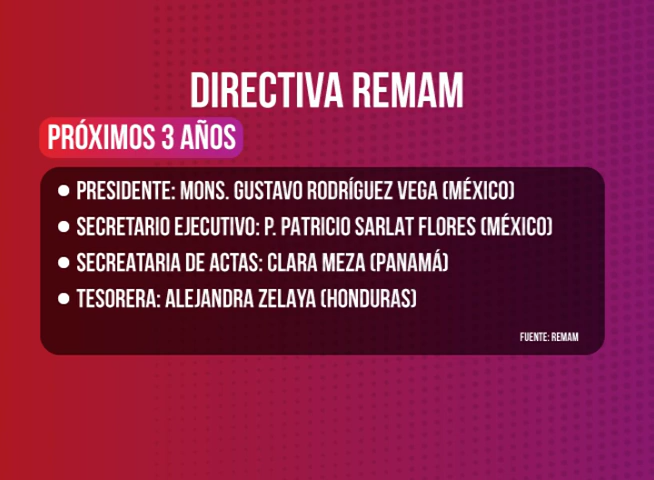 DIRECTIVA REMAM
PRÓXIMOS 3 AÑOS
PRESIDENTE: MONS. GUSTAVO RODRÍGUEZ VEGA (MÉXICO)
SECRETARIO EJECUTIVO: P. PATRICIO SARLAT FLORES (MÉXICO)
SECREATARIA DE ACTAS: CLARA MEZA (PANAMÁ)
TESORERA: ALEJANDRA ZELAYA (HONDURAS)
FUENTE: REMAM